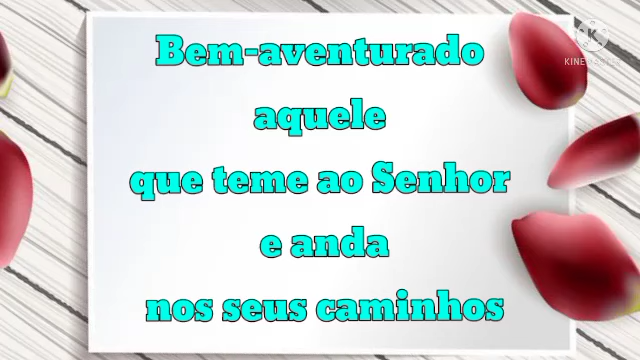 Bem-aventurado
aquele
que teme ao Senhor
e anda
nos seus caminhos